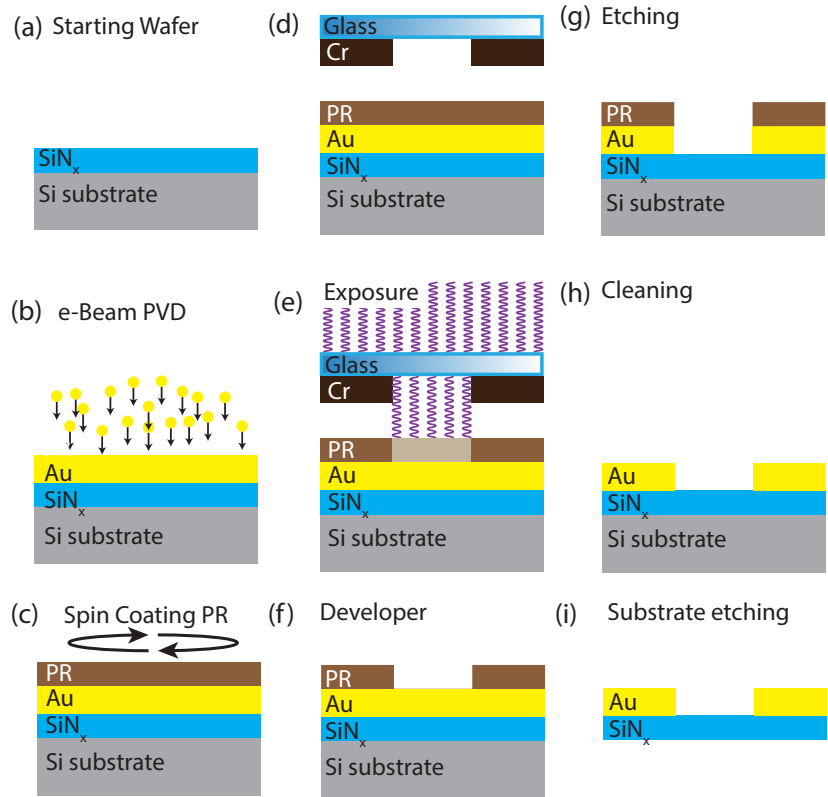 (a) Starting Wafer
SiNₓ
Si substrate
(b) e-Beam PVD
Au
SiNₓ
Si substrate
(c) Spin Coating PR
PR
Au
SiNₓ
Si substrate
(d)
Glass
Cr
PR
Au
SiNₓ
Si substrate
(e) Exposure
Glass
Cr
PR
Au
SiNₓ
Si substrate
(f) Developer
PR
Au
SiNₓ
Si substrate
(g) Etching
PR
Au
SiNₓ
Si substrate
(h) Cleaning
Au
SiNₓ
Si substrate
(i) Substrate etching
Au
SiNₓ